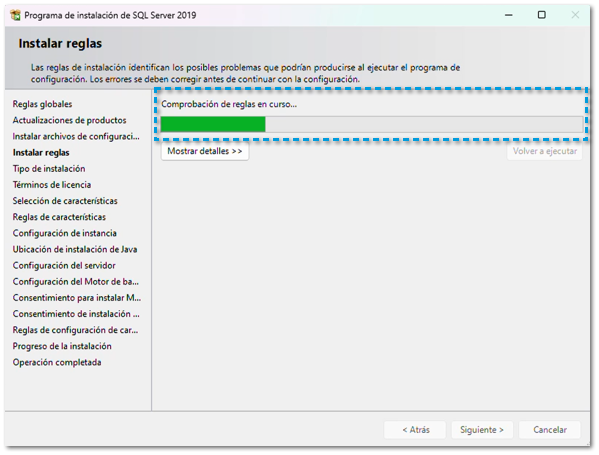 Programa de instalación de SQL Server 2019
Instalar reglas
Las reglas de instalación identifican los posibles problemas que podrían producirse al ejecutar el programa de
configuración. Los errores se deben corregir antes de continuar con la configuración.
Reglas globales
Actualizaciones de productos
Instalar archivos de configuraci...
Instalar reglas
Tipo de instalación
Términos de licencia
Selección de características
Reglas de características
Configuración de instancia
Ubicación de instalación de Java
Configuración del servidor
Configuración del Motor de ba...
Consentimiento para instalar M...
Consentimiento de instalación ...
Reglas de configuración de car...
Progreso de la instalación
Operación completada
Comprobación de reglas en curso...
Mostrar detalles >>
Volver a ejecutar
< Atrás
Siguiente >
Cancelar